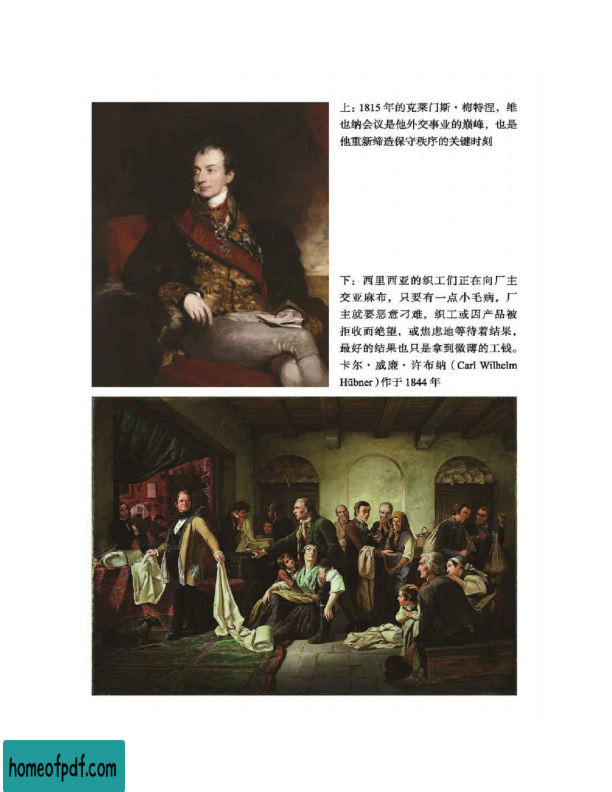 上：1815 年的克莱门斯·梅特涅，维
也纳会议是他外交事业的巅峰，也是
他重新缔造保守秩序的关键时刻
下：西里西亚的织工们正在向厂主
交亚麻布，只要有一点小毛病，厂
主就要恶意刁难，织工或因产品被
拒收而绝望，或焦虑地等待着结果，
最好的结果也只是拿到微薄的工钱。
卡尔·威廉·许布纳（Carl Wilhelm
Hübner）作于 1844 年
homeofpdf.com